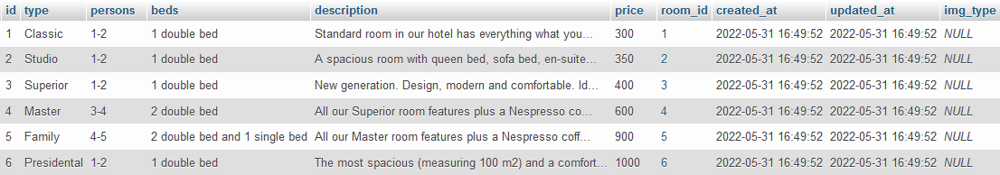 id type persons beds description price room_id created_at updated_at img_type
1 Classic 1-2 1 double bed Standard room in our hotel has everything what you... 300 1 2022-05-31 16:49:52 2022-05-31 16:49:52 NULL
2 Studio 1-2 1 double bed A spacious room with queen bed, sofa bed, en-suite... 350 2 2022-05-31 16:49:52 2022-05-31 16:49:52 NULL
3 Superior 1-2 1 double bed New generation. Design, modern and comfortable. Id... 400 3 2022-05-31 16:49:52 2022-05-31 16:49:52 NULL
4 Master 3-4 2 double bed All our Superior room features plus a Nespresso co... 600 4 2022-05-31 16:49:52 2022-05-31 16:49:52 NULL
5 Family 4-5 2 double bed and 1 single bed All our Master room features plus a Nespresso coff... 900 5 2022-05-31 16:49:52 2022-05-31 16:49:52 NULL
6 Presidental 1-2 1 double bed The most spacious (measuring 100 m2) and a comfort... 1000 6 2022-05-31 16:49:52 2022-05-31 16:49:52 NULL